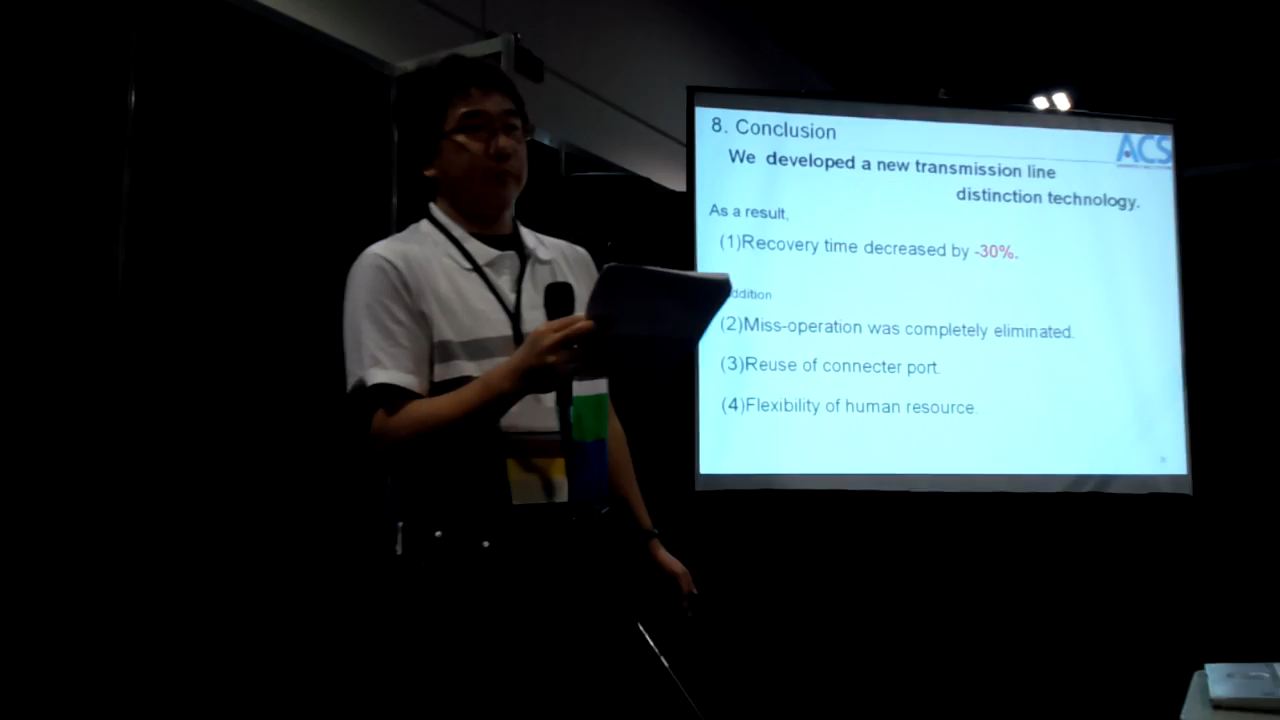 8. Conclusion
ACS
We developed a new transmission line
distinction technology.
As a result,
(1)Recovery time decreased by -30%.
ddition
(2)Miss-operation was completely eliminated.
(3)Reuse of connecter port.
(4)Flexibility of human resource.